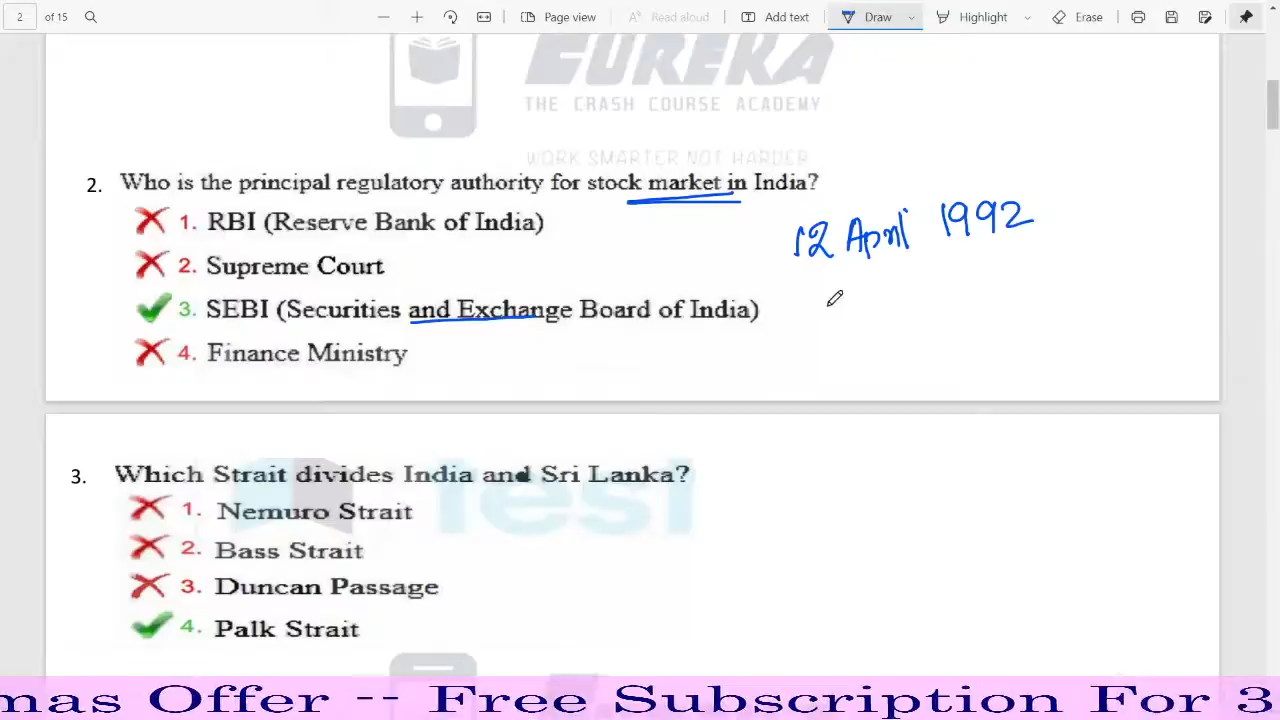 2 of 15 Page view Read aloud Add text Draw Highlight Erase
EUREKA
THE CRASH COURSE ACADEMY
WORK SMARTER NOT HARDER
2. Who is the principal regulatory authority for stock market in India?
1. RBI (Reserve Bank of India)
12 April 1992
2. Supreme Court
3. SEBI (Securities and Exchange Board of India)
4. Finance Ministry
3. Which Strait divides India and Sri Lanka?
1. Nemuro Strait
2. Bass Strait
3. Duncan Passage
4. Palk Strait
mas Offer -- Free Subscription For 3